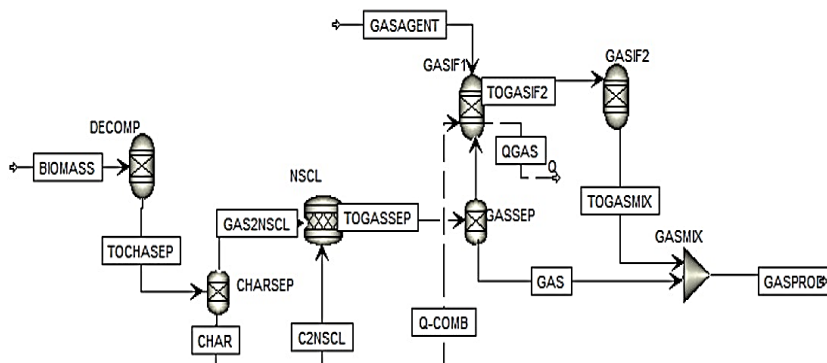 GASAGENT
GASIF1
GASIF2
TOGASIF2
DECOMP
BIOMASS
QGAS
Q
NSCL
GAS2NSCL
TOGASSEP
GASSEP
TOGASMIX
TOCHASEP
GASMIX
CHARSEP
GAS
GASPROD
CHAR
C2NSCL
Q-COMB